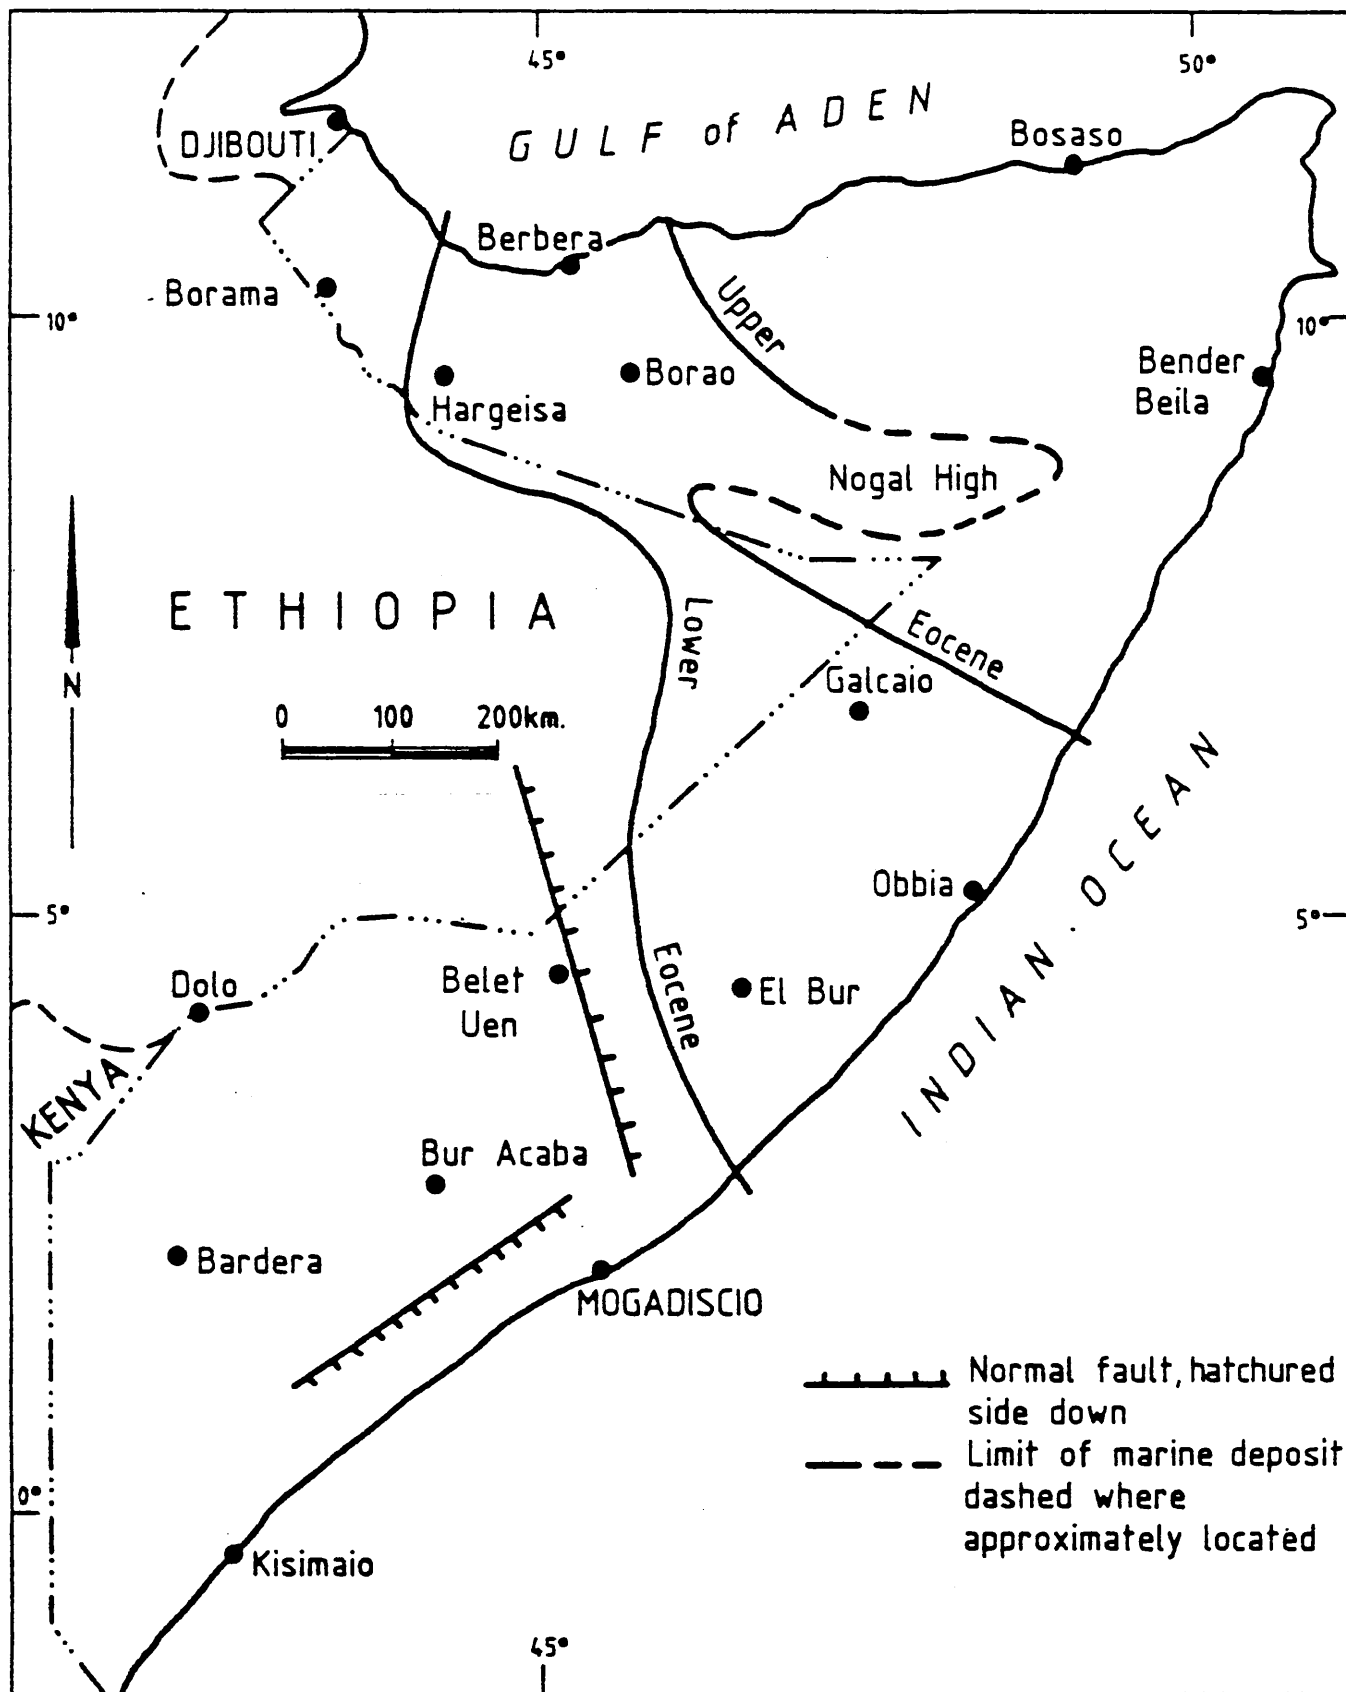 45°
50°
GULF of ADEN
DJIBOUTI
Bosaso
Berbera
Borama
Upper
10°
10°
Borao
Bender
Beila
Hargeisa
Nogal High
ETHIOPIA
Lower
Eocene
Galcaio
N
0 100 200km.
INDIAN. OCEAN
Obbia
5°
5°
Dolo
Belet
Uen
Eocene
El Bur
KENYA
Bur Acaba
Bardera
MOGADISCIO
Normal fault, hatchured
side down
Limit of marine deposit
dashed where
approximately located
0°
Kisimaio
45°